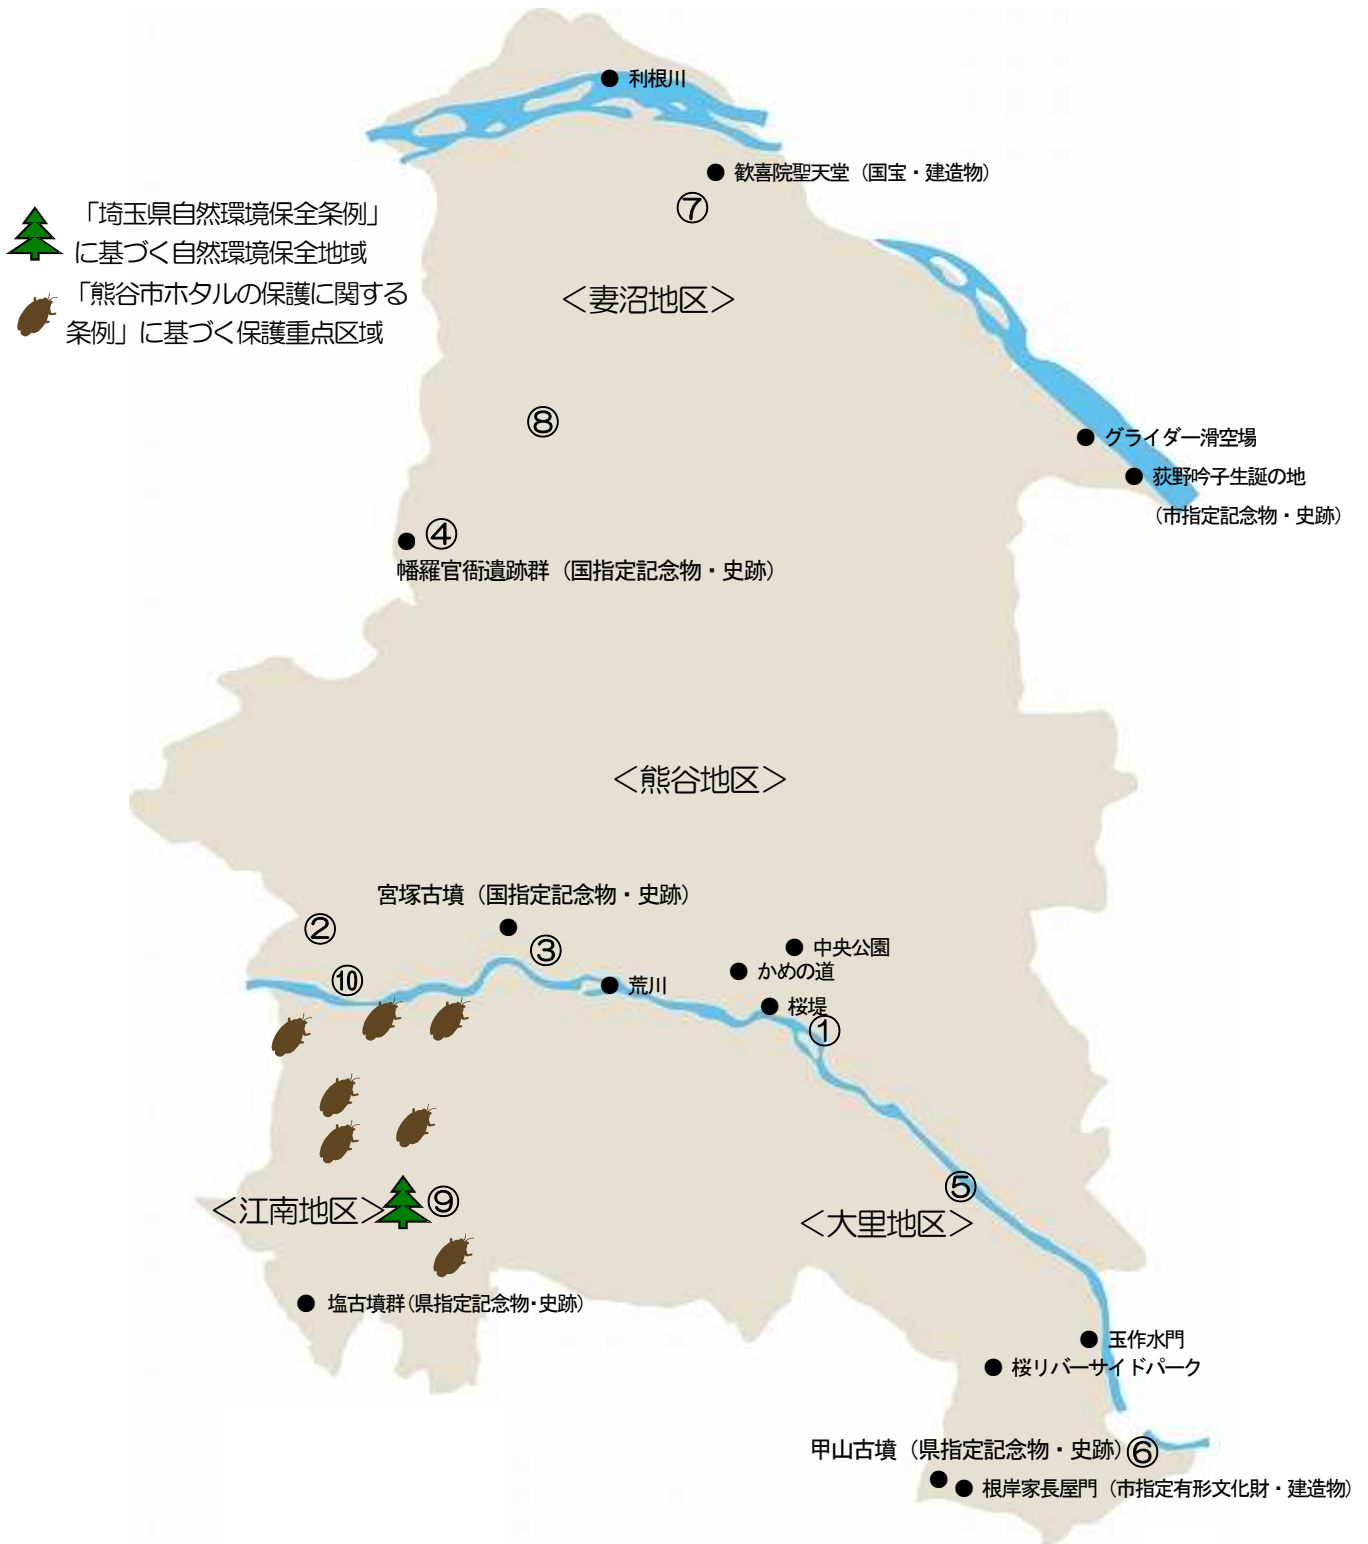 利根川
歓喜院聖天堂（国宝・建造物）
⑦
「埼玉県自然環境保全条例」
に基づく自然環境保全地域
「熊谷市ホタルの保護に関する
条例」に基づく保護重点区域
＜妻沼地区＞
⑧
グライダー滑空場
荻野吟子生誕の地
（市指定記念物・史跡）
④
幡羅官衙遺跡群（国指定記念物・史跡）
＜熊谷地区＞
宮塚古墳（国指定記念物・史跡）
②
③
中央公園
かめの道
⑩
荒川
桜堤
①
⑤
＜江南地区＞
⑨
＜大里地区＞
塩古墳群（県指定記念物・史跡）
玉作水門
桜リバーサイドパーク
甲山古墳（県指定記念物・史跡）
⑥
根岸家長屋門（市指定有形文化財・建造物）